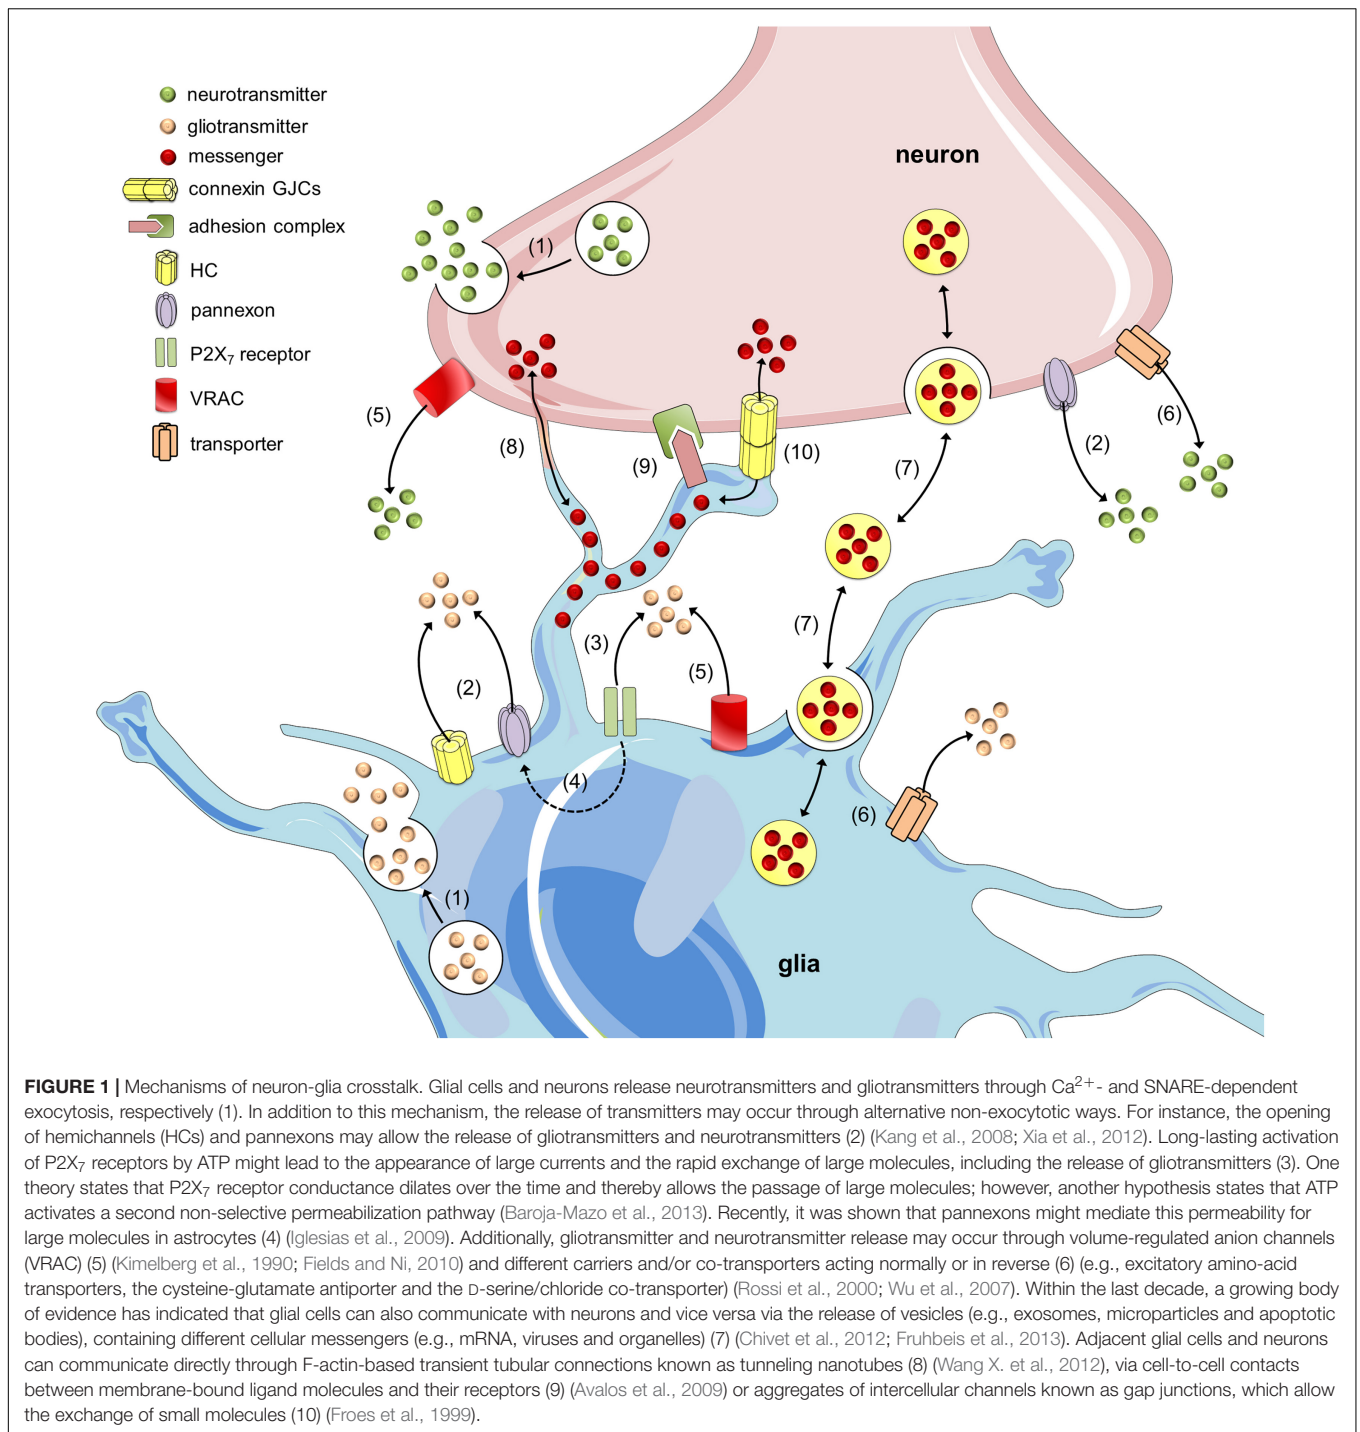 neurotransmitter
gliotransmitter
messenger
connexin GJCs
adhesion complex
HC
pannexon
P2X₇ receptor
VRAC
transporter
neuron
(1)
(5)
(8)
(9)
(10)
(7)
(2)
(6)
(7)
(3)
(5)
(2)
(4)
(6)
(1)
glia
FIGURE 1 | Mechanisms of neuron-glia crosstalk. Glial cells and neurons release neurotransmitters and gliotransmitters through Ca²⁺- and SNARE-dependent
exocytosis, respectively (1). In addition to this mechanism, the release of transmitters may occur through alternative non-exocytotic ways. For instance, the opening
of hemichannels (HCs) and pannexons may allow the release of gliotransmitters and neurotransmitters (2) (Kang et al., 2008; Xia et al., 2012). Long-lasting activation
of P2X₇ receptors by ATP might lead to the appearance of large currents and the rapid exchange of large molecules, including the release of gliotransmitters (3). One
theory states that P2X₇ receptor conductance dilates over the time and thereby allows the passage of large molecules; however, another hypothesis states that ATP
activates a second non-selective permeabilization pathway (Baroja-Mazo et al., 2013). Recently, it was shown that pannexons might mediate this permeability for
large molecules in astrocytes (4) (Iglesias et al., 2009). Additionally, gliotransmitter and neurotransmitter release may occur through volume-regulated anion channels
(VRAC) (5) (Kimelberg et al., 1990; Fields and Ni, 2010) and different carriers and/or co-transporters acting normally or in reverse (6) (e.g., excitatory amino-acid
transporters, the cysteine-glutamate antiporter and the D-serine/chloride co-transporter) (Rossi et al., 2000; Wu et al., 2007). Within the last decade, a growing body
of evidence has indicated that glial cells can also communicate with neurons and vice versa via the release of vesicles (e.g., exosomes, microparticles and apoptotic
bodies), containing different cellular messengers (e.g., mRNA, viruses and organelles) (7) (Chivet et al., 2012; Fruhbeis et al., 2013). Adjacent glial cells and neurons
can communicate directly through F-actin-based transient tubular connections known as tunneling nanotubes (8) (Wang X. et al., 2012), via cell-to-cell contacts
between membrane-bound ligand molecules and their receptors (9) (Avalos et al., 2009) or aggregates of intercellular channels known as gap junctions, which allow
the exchange of small molecules (10) (Froes et al., 1999).